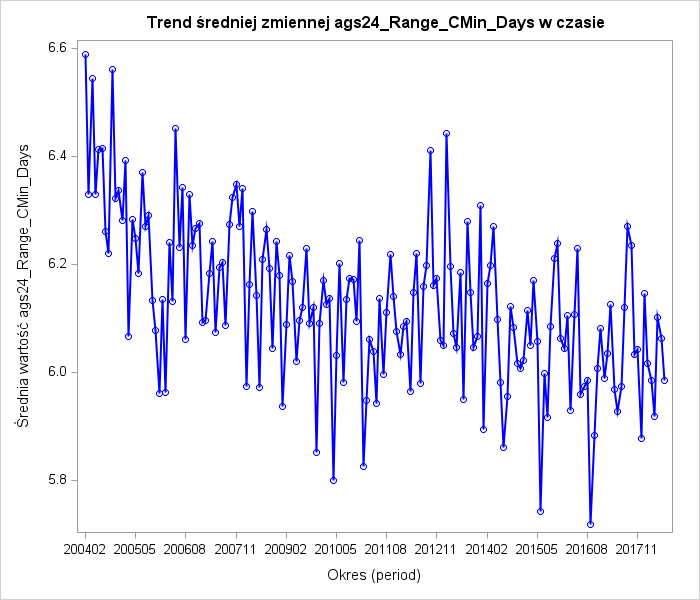 Trend średniej zmiennej ags24_Range_CMin_Days w czasie
Średnia wartość ags24_Range_CMin_Days
6.6
6.4
6.2
6.0
5.8
200402 200505 200608 200711 200902 201005 201108 201211 201402 201505 201608 201711
Okres (period)